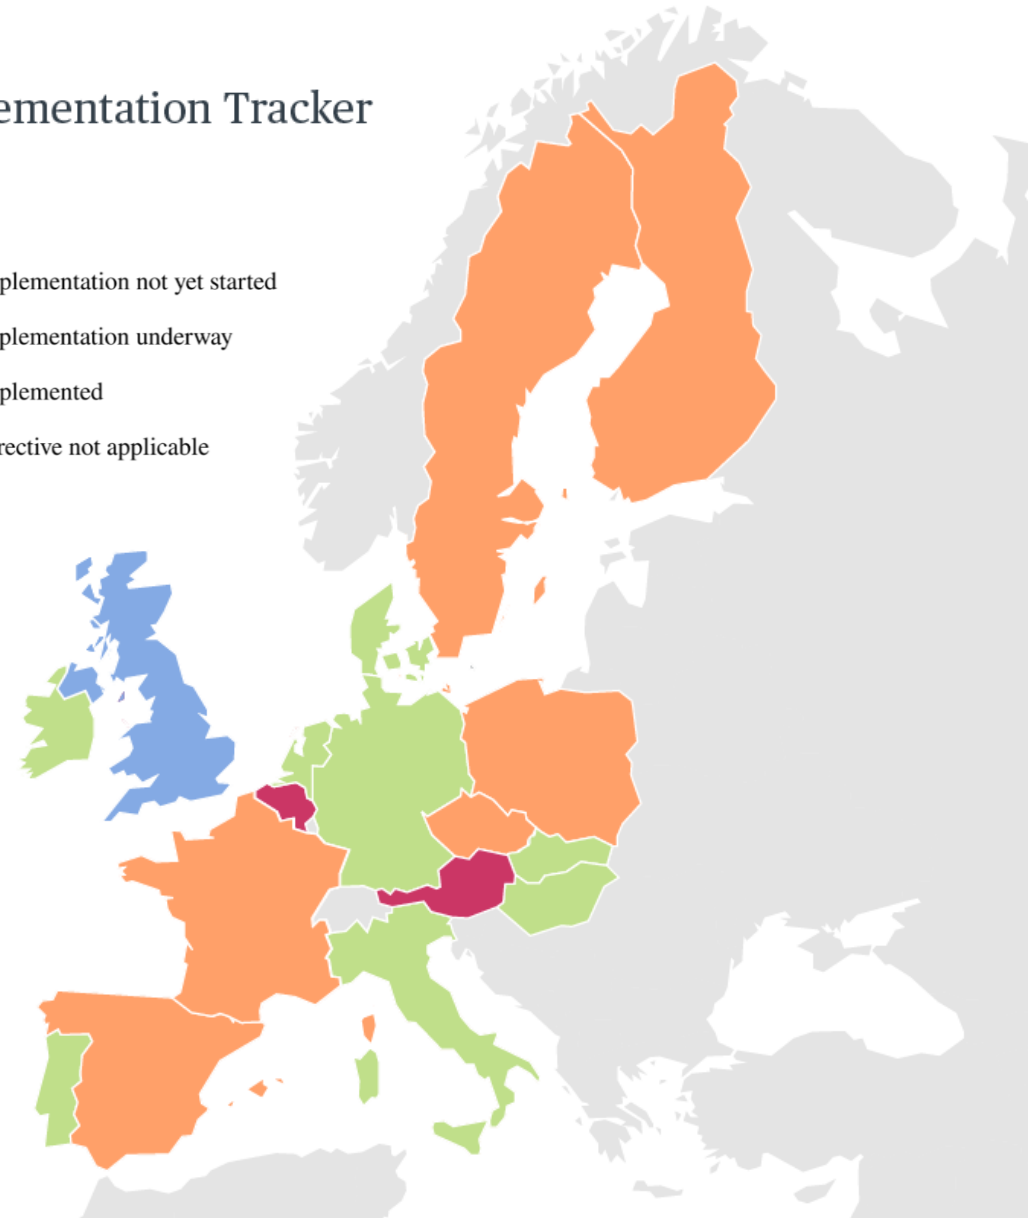 ementation Tracker
plementation not yet started
plementation underway
plemented
rective not applicable